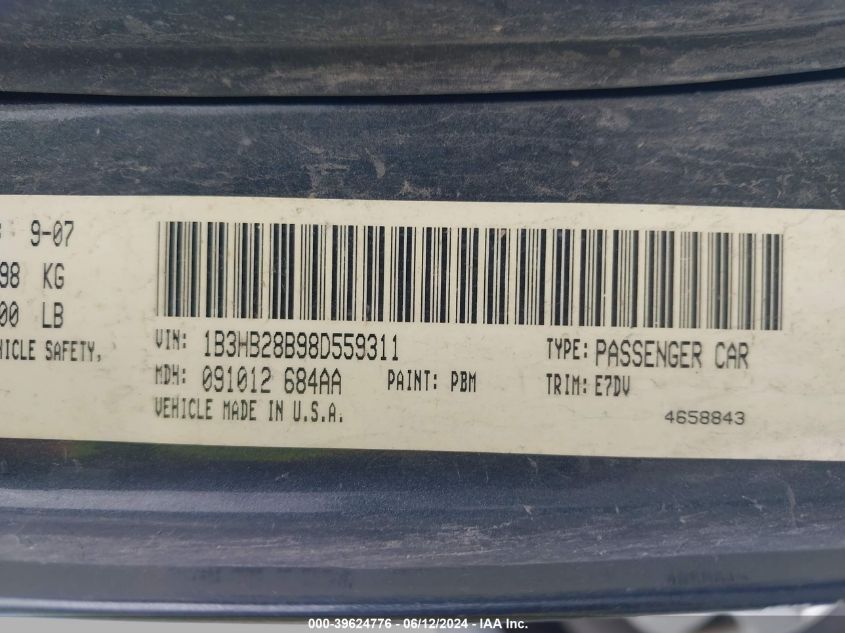 : 9-07
98 KG
00 LB
HICLE SAFETY,
VIN: 1B3HB28B98D559311
TYPE: PASSENGER CAR
MDH: 091012 684AA
PAINT: PBM
TRIM: E7DV
VEHICLE MADE IN U.S.A.
4658843
000-39624776 - 06/12/2024 - IAA Inc.